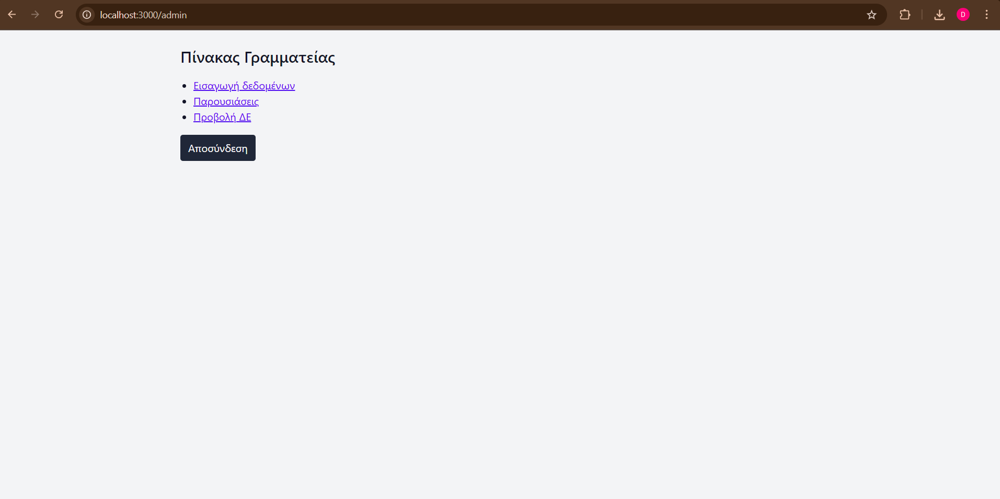 localhost:3000/admin
D
Πίνακας Γραμματείας
Εισαγωγή δεδομένων
Παρουσιάσεις
Προβολή ΔΕ
Αποσύνδεση